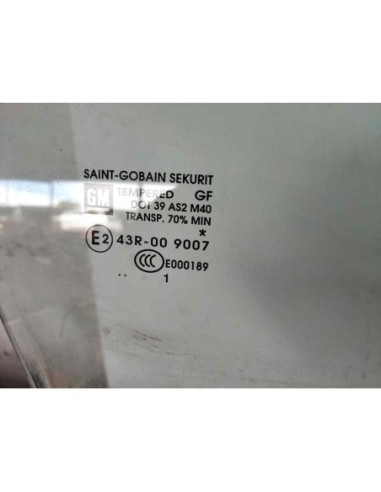 SAINT-GOBAIN SEKURIT
GM TEMPERED GF
DOT 39 AS2 M40
TRANSP. 70% MIN
*
E2 43R-00 9007
CCC E000189
.. 1